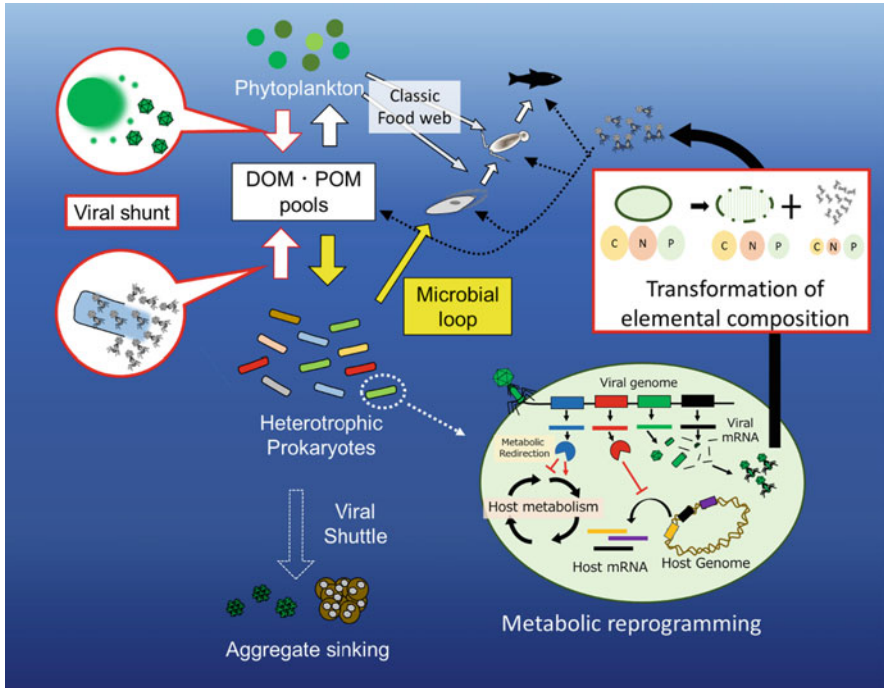 Phytoplankton
Classic
Food web
DOM・POM
pools
Viral shunt
Microbial
loop
C N P
C N P
C N P
Transformation of
elemental composition
Heterotrophic
Prokaryotes
Viral genome
Viral
mRNA
Metabolic
Redirection
Host metabolism
Host mRNA
Host Genome
Viral
Shuttle
Aggregate sinking
Metabolic reprogramming